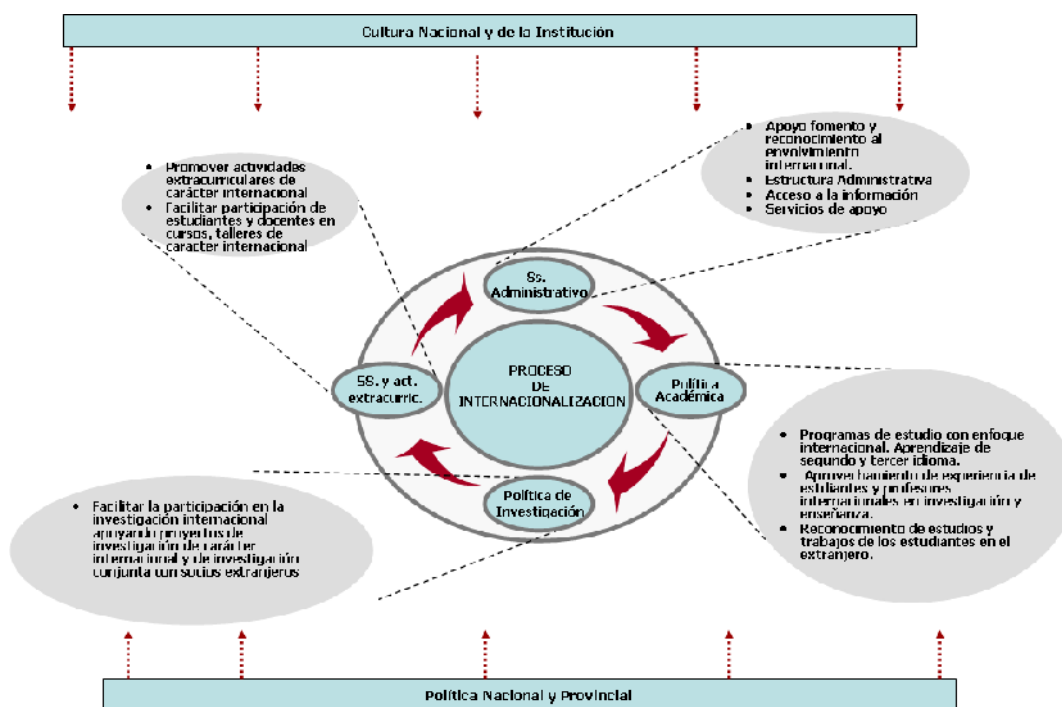 Cultura Nacional y de la Institución
• Apoyo fomento y
reconocimiento al
envolvimiento
internacional.
• Estructura Administrativa
• Acceso a la información
• Servicios de apoyo
• Promover actividades
extracurriculares de
carácter internacional
• Facilitar participación de
estudiantes y docentes en
cursos, talleres de
caracter internacional
Ss.
Administrativo
SS. y act.
extracurric.
PROCESO
DE
INTERNACIONALIZACION
Política
Académica
Política de
Investigación
• Programas de estudio con enfoque
internacional. Aprendizaje de
segundo y tercer idioma.
• Aprovechamiento de experiencia de
estdiantes y profesores
internacionales en investigación y
enseñanza.
• Reconocimiento de estudios y
trabajos de los estudiantes en el
extranjero.
• Facilitar la participación en la
investigación internacional
apoyando proyectos de
investigación de carácter
internacional y de investigación
conjunta con socios extranjeros
Política Nacional y Provincial